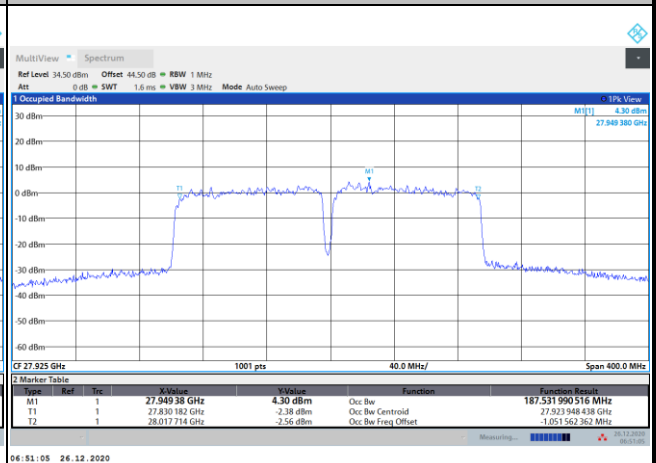 MultiView Spectrum
Ref Level 34.50 dBm Offset 44.50 dB RBW 1 MHz
Att 0 dB SWT 1.6 ms VBW 3 MHz Mode Auto Sweep
1 Occupied Bandwidth 1Pk View
M1[1] 4.30 dBm
27.949 380 GHz
30 dBm
20 dBm
10 dBm
M1
T1
T2
0 dBm
-10 dBm
-20 dBm
-30 dBm
-40 dBm
-50 dBm
-60 dBm
CF 27.925 GHz 1001 pts 40.0 MHz/ Span 400.0 MHz
2 Marker Table
Type Ref Trc X-Value Y-Value Function Function Result
M1 1 27.949 38 GHz 4.30 dBm Occ Bw 187.531 990 516 MHz
T1 1 27.830 182 GHz -2.38 dBm Occ Bw Centroid 27.923 948 438 GHz
T2 1 28.017 714 GHz -2.56 dBm Occ Bw Freq Offset -1.051 562 362 MHz
Measuring... 26.12.2020
06:51:05
06:51:05 26.12.2020